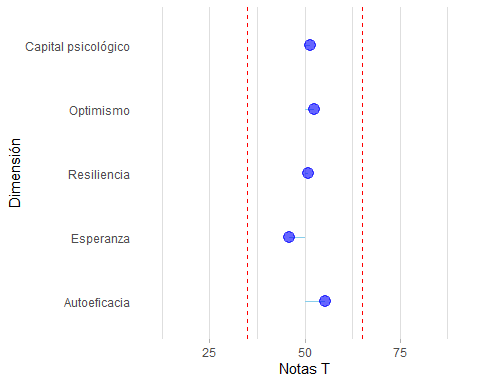 Capital psicológico
Optimismo
Resiliencia
Esperanza
Autoeficacia
Dimensión
25
50
75
Notas T